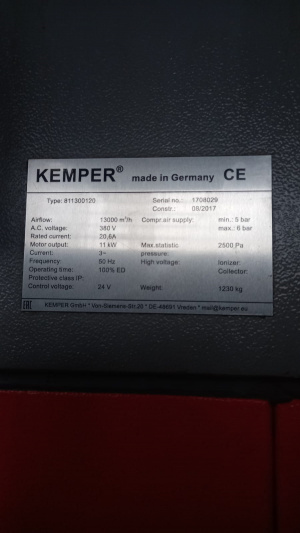 KEMPER® made in Germany CE
Type: 811300120 Serial no.: 1708029
Constr.: 08/2017
Airflow: 13000 m³/h Compr.air supply: min.: 5 bar
A.C. voltage: 380 V max.: 6 bar
Rated current: 20,8A
Motor output: 11 kW Max.statistic 2500 Pa
Current: 3~ pressure:
Frequency: 50 Hz High voltage: Ionizer:
Operating time: 100% ED Collector:
Protective class IP:
Control voltage: 24 V Weight: 1230 kg
EAC KEMPER GmbH * Von-Siemens-Str.20 * DE-48691 Vreden * mail@kemper.eu